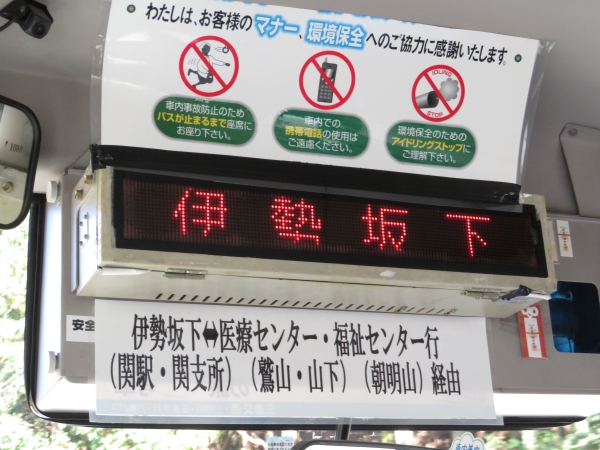 わたしは、お客様のマナー、環境保全へのご協力に感謝いたします。
車内事故防止のため
バスが止まるまで座席に
お座り下さい。
車内での
携帯電話の使用は
ご遠慮ください。
IDLING
STOP
環境保全のための
アイドリングストップに
ご理解下さい。
伊勢坂下
安全
伊勢坂下⇔医療センター・福祉センター行
(関駅・関支所) (鷲山・山下) (朝明山) 経由